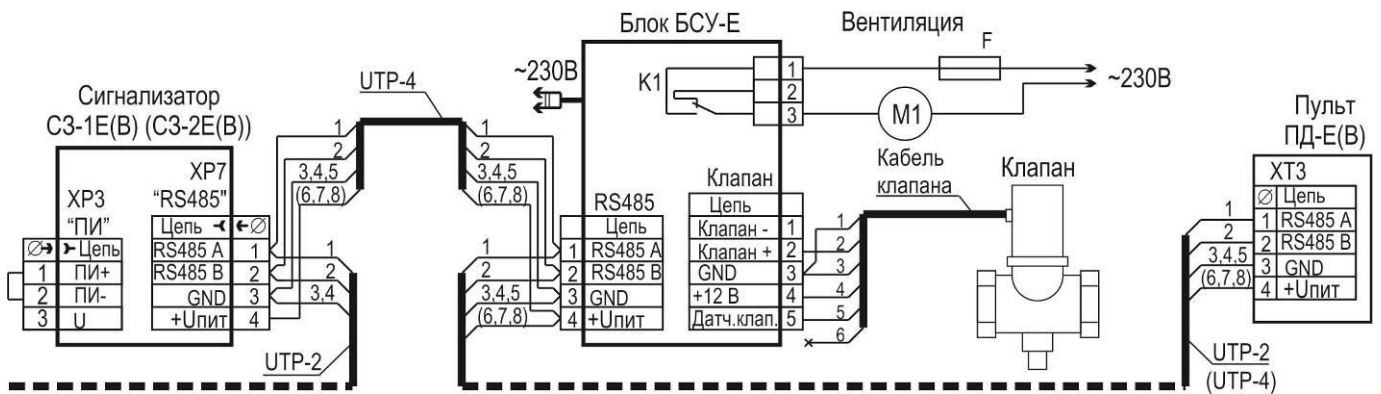 Блок БСУ-Е
Вентиляция
F
~230В
К1
1
2
3
М1
~230В
UTP-4
Сигнализатор
СЗ-1Е(В) (СЗ-2Е(В))
ХР7
"RS485"
ХР3
"ПИ"
Цепь
Ø
Ø
Цепь
1 ПИ+
2 ПИ-
3 U
RS485 A 1
RS485 B 2
GND 3
+Uпит 4
1
2
3,4,5
(6,7,8)
1
2
3,4
UTP-2
1
2
3,4,5
(6,7,8)
1
2
3,4,5
(6,7,8)
RS485
Цепь
1 RS485 A
2 RS485 B
3 GND
4 +Uпит
Клапан
Цепь
Клапан - 1
Клапан + 2
GND 3
+12 В 4
Датч.клап. 5
1
2
3
4
5
6
Кабель
клапана
Клапан
Пульт
ПД-Е(В)
ХТ3
Ø Цепь
1 RS485 A
2 RS485 B
3 GND
4 +Uпит
1
2
3,4,5
(6,7,8)
UTP-2
(UTP-4)